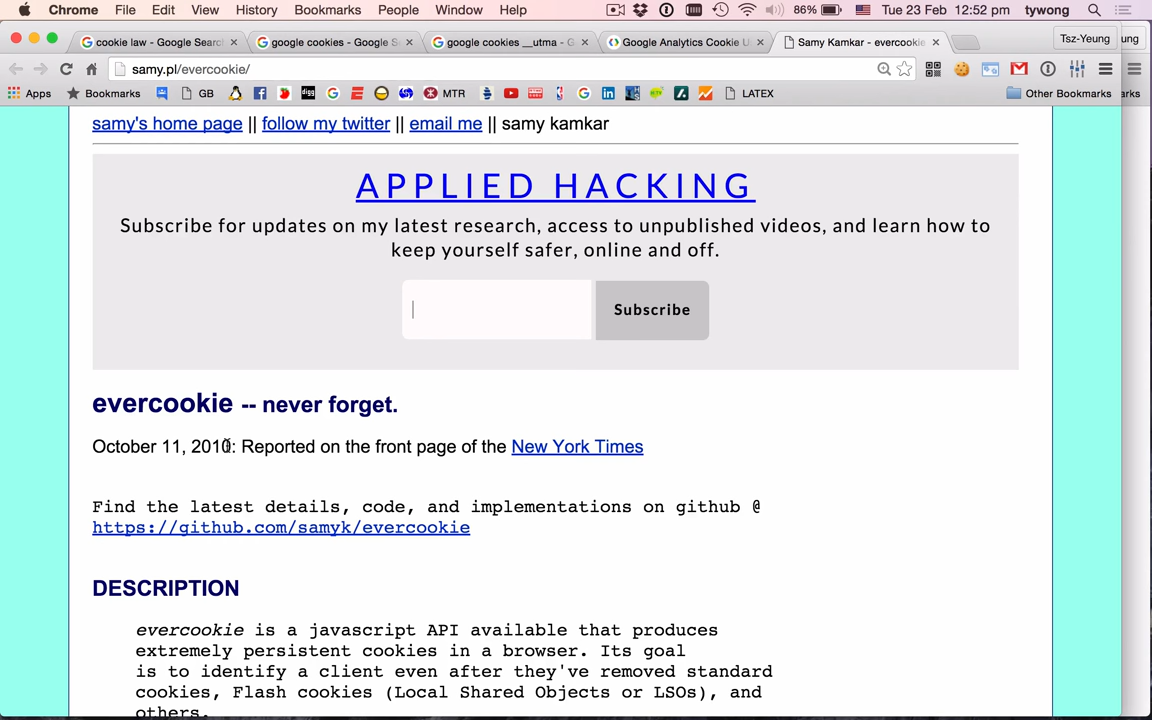 Chrome File Edit View History Bookmarks People Window Help 86% Tue 23 Feb 12:52 pm tywong
cookie law - Google Searc google cookies - Google S google cookies __utma - G Google Analytics Cookie U Samy Kamkar - evercookie Tsz-Yeung ung
samy.pl/evercookie/
Apps Bookmarks GB MTR LATEX Other Bookmarks arks
samy's home page || follow my twitter || email me || samy kamkar
APPLIED HACKING
Subscribe for updates on my latest research, access to unpublished videos, and learn how to
keep yourself safer, online and off.
Subscribe
evercookie -- never forget.
October 11, 2010: Reported on the front page of the New York Times
Find the latest details, code, and implementations on github @
https://github.com/samyk/evercookie
DESCRIPTION
evercookie is a javascript API available that produces
extremely persistent cookies in a browser. Its goal
is to identify a client even after they've removed standard
cookies, Flash cookies (Local Shared Objects or LSOs), and
others.